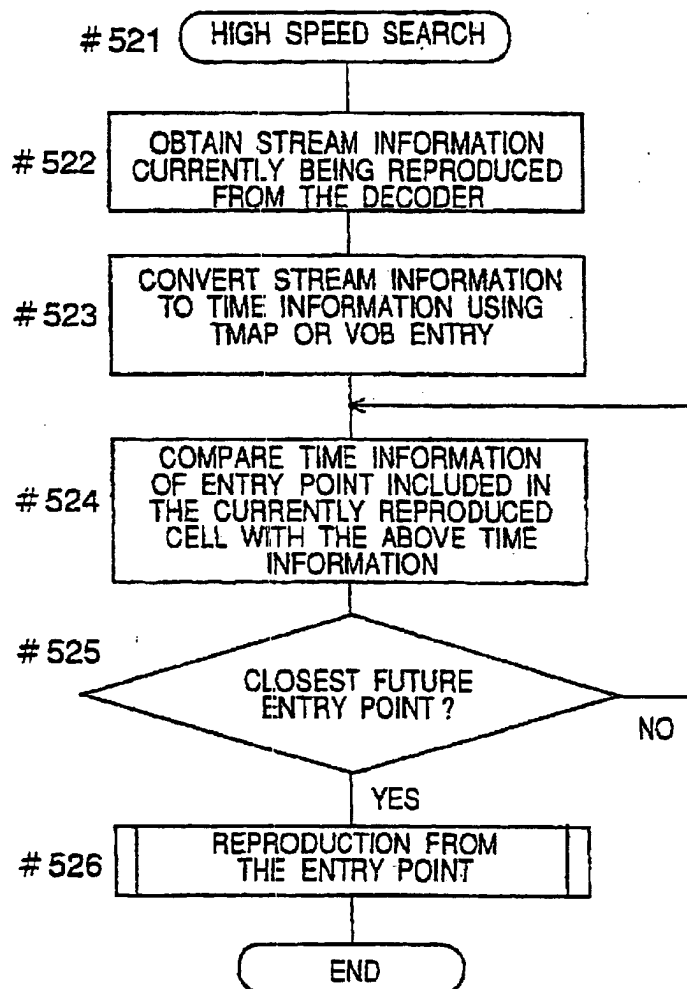 #521 HIGH SPEED SEARCH
#522
OBTAIN STREAM INFORMATION
CURRENTLY BEING REPRODUCED
FROM THE DECODER
#523
CONVERT STREAM INFORMATION
TO TIME INFORMATION USING
TMAP OR VOB ENTRY
#524
COMPARE TIME INFORMATION
OF ENTRY POINT INCLUDED IN
THE CURRENTLY REPRODUCED
CELL WITH THE ABOVE TIME
INFORMATION
#525
CLOSEST FUTURE
ENTRY POINT?
NO
YES
#526
REPRODUCTION FROM
THE ENTRY POINT
END